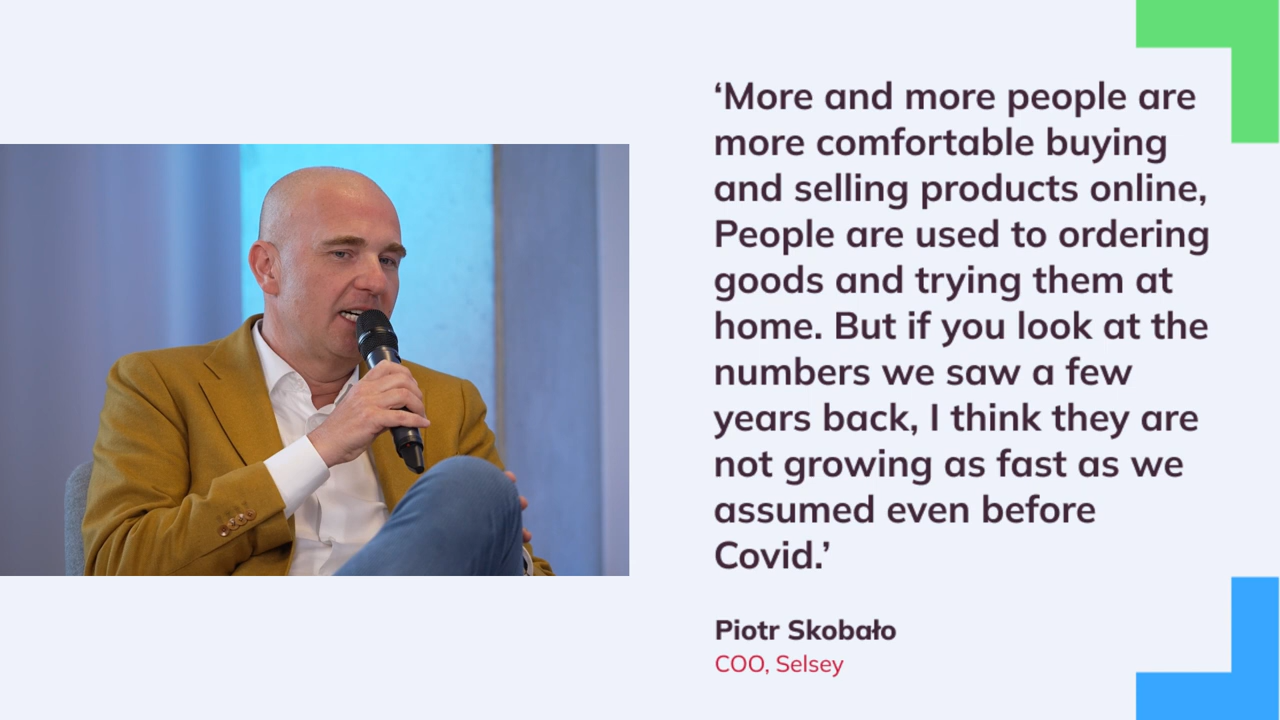 ‘More and more people are
more comfortable buying
and selling products online,
People are used to ordering
goods and trying them at
home. But if you look at the
numbers we saw a few
years back, I think they are
not growing as fast as we
assumed even before
Covid.’
Piotr Skobało
COO, Selsey